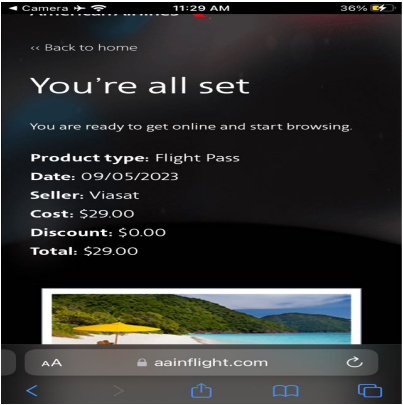 Camera
11:29 AM
36%
American Airlines
‹‹ Back to home
You're all set
You are ready to get online and start browsing.
Product type: Flight Pass
Date: 09/05/2023
Seller: Viasat
Cost: $29.00
Discount: $0.00
Total: $29.00
AA aainflight.com